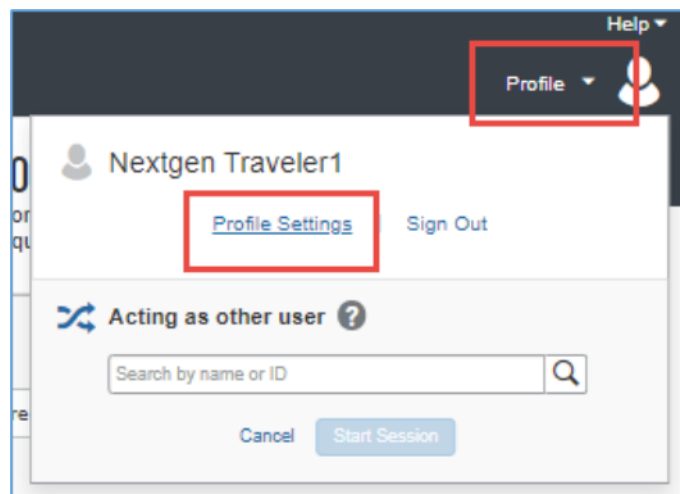 Help
Profile
Nextgen Traveler1
Profile Settings | Sign Out
Acting as other user ?
Search by name or ID
Cancel Start Session